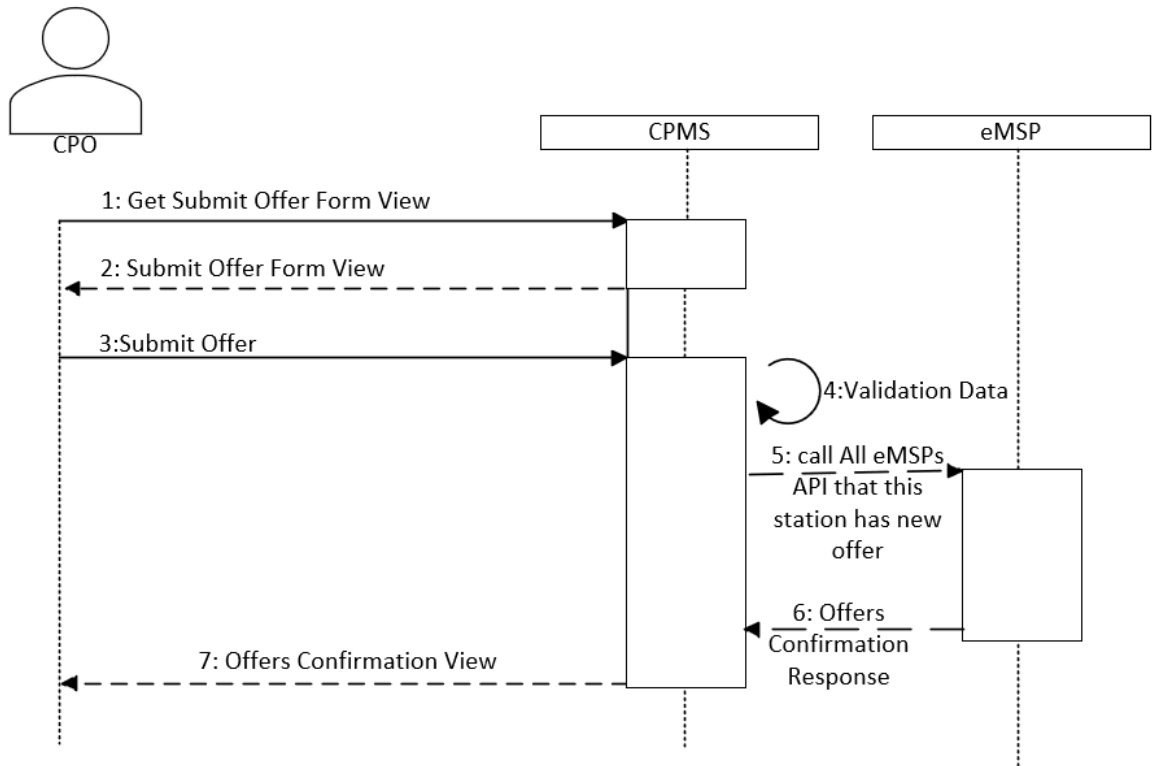 CPO
CPMS
eMSP
1: Get Submit Offer Form View
2: Submit Offer Form View
3:Submit Offer
4:Validation Data
5: call All eMSPs
API that this
station has new
offer
6: Offers
Confirmation
Response
7: Offers Confirmation View